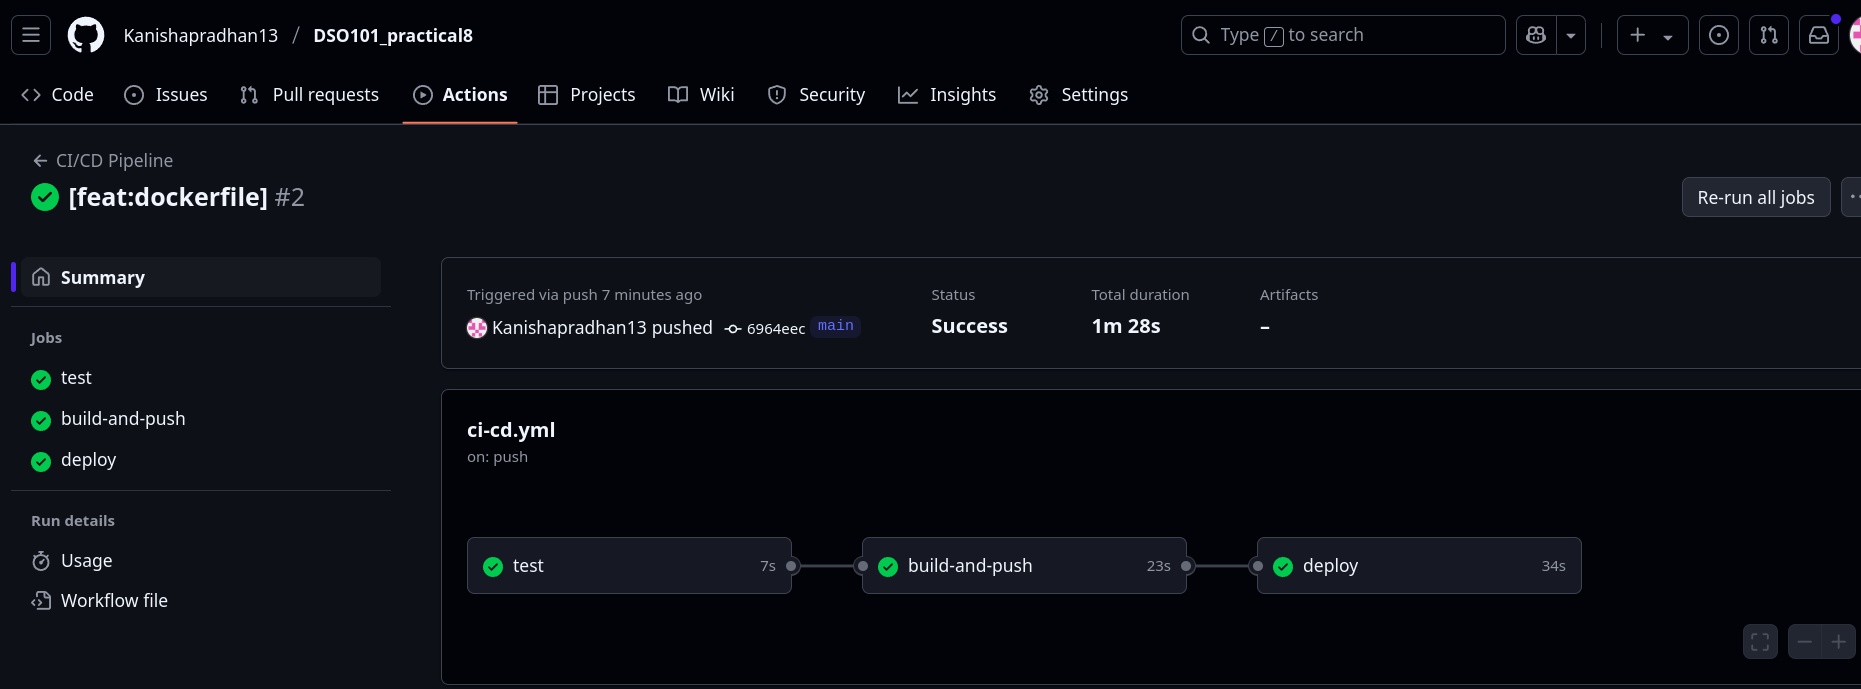 Kanishapradhan13 / DSO101_practical8
Type / to search
Code Issues Pull requests Actions Projects Wiki Security Insights Settings
CI/CD Pipeline
[feat:dockerfile] #2
Re-run all jobs
Summary
Jobs
test
build-and-push
deploy
Run details
Usage
Workflow file
Triggered via push 7 minutes ago
Kanishapradhan13 pushed 6964eec main
Status
Success
Total duration
1m 28s
Artifacts
–
ci-cd.yml
on: push
test 7s
build-and-push 23s
deploy 34s